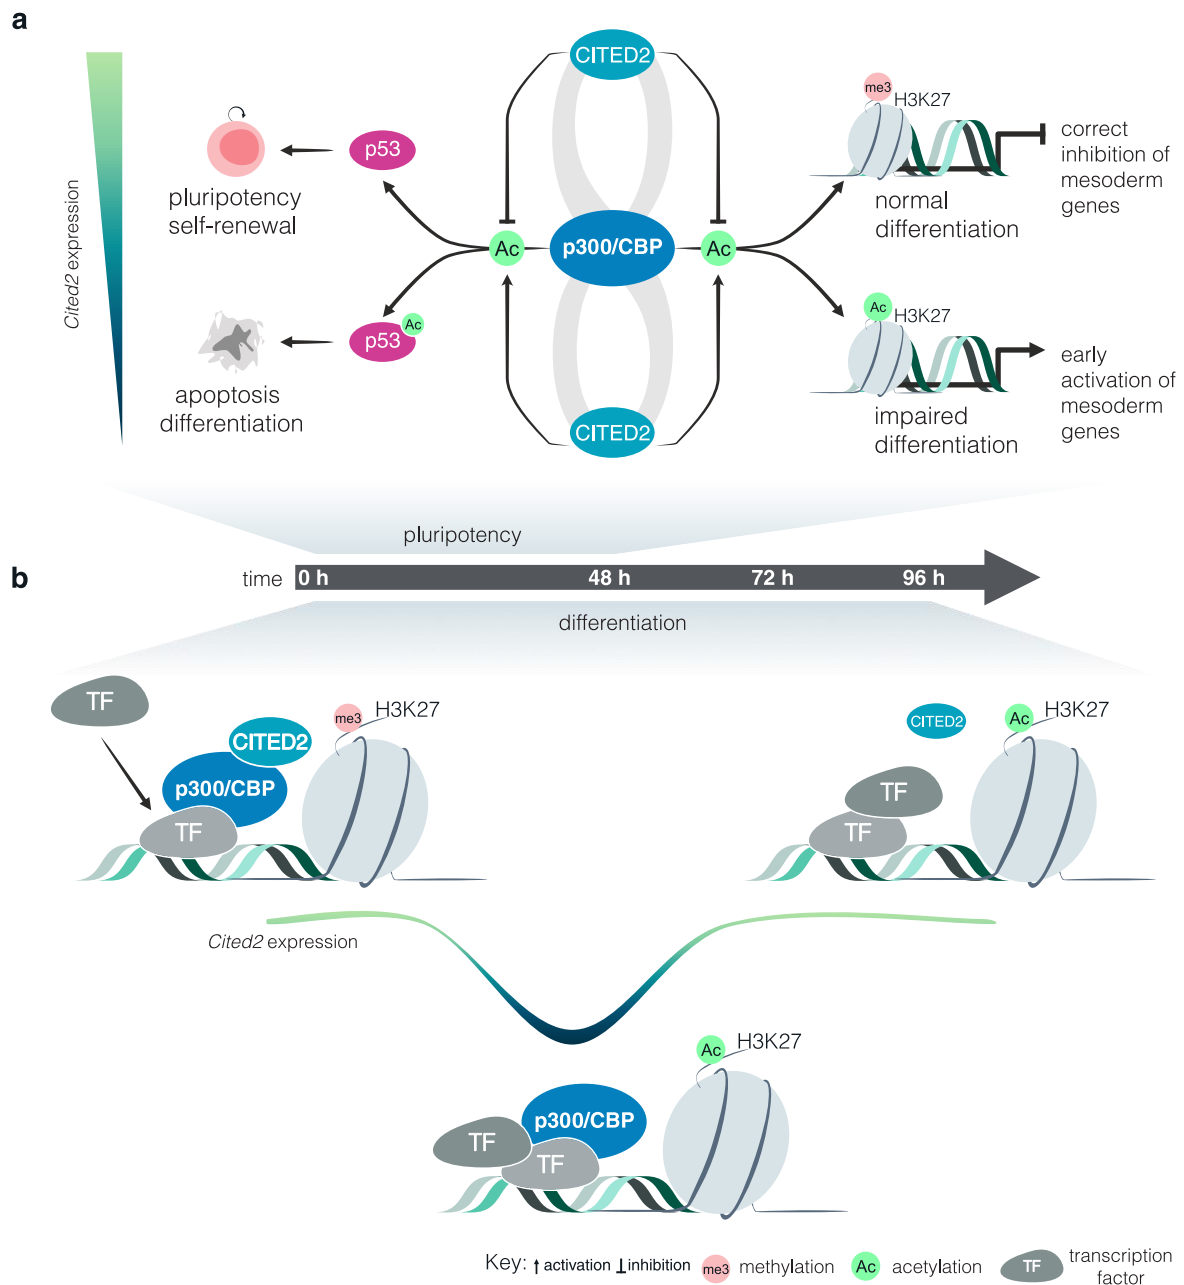 a
CITED2
me3
H3K27
Cited2 expression
p53
pluripotency
self-renewal
correct
inhibition of
mesoderm
genes
normal
differentiation
Ac
p300/CBP
Ac
Ac
H3K27
Ac
p53
apoptosis
differentiation
early
activation of
mesoderm
genes
impaired
differentiation
CITED2
pluripotency
b
time
0 h
48 h
72 h
96 h
differentiation
TF
me3
H3K27
CITED2
p300/CBP
TF
CITED2
Ac
H3K27
TF
TF
Cited2 expression
Ac
H3K27
p300/CBP
TF
TF
Key: activation inhibition me3 methylation Ac acetylation TF transcription
factor